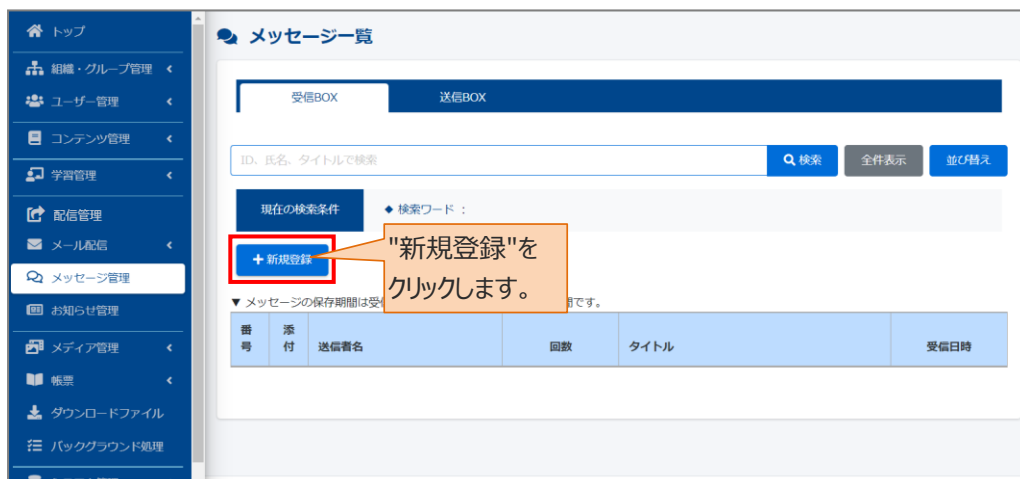 トップ
組織・グループ管理
ユーザー管理
コンテンツ管理
学習管理
配信管理
メール配信
メッセージ管理
お知らせ管理
メディア管理
帳票
ダウンロードファイル
バックグラウンド処理
メッセージ一覧
受信BOX 送信BOX
ID、氏名、タイトルで検索 検索 全件表示 並び替え
現在の検索条件 ◆ 検索ワード：
+ 新規登録
"新規登録"を
クリックします。
▼ メッセージの保存期間は受 間です。
番号 添付 送信者名 回数 タイトル 受信日時